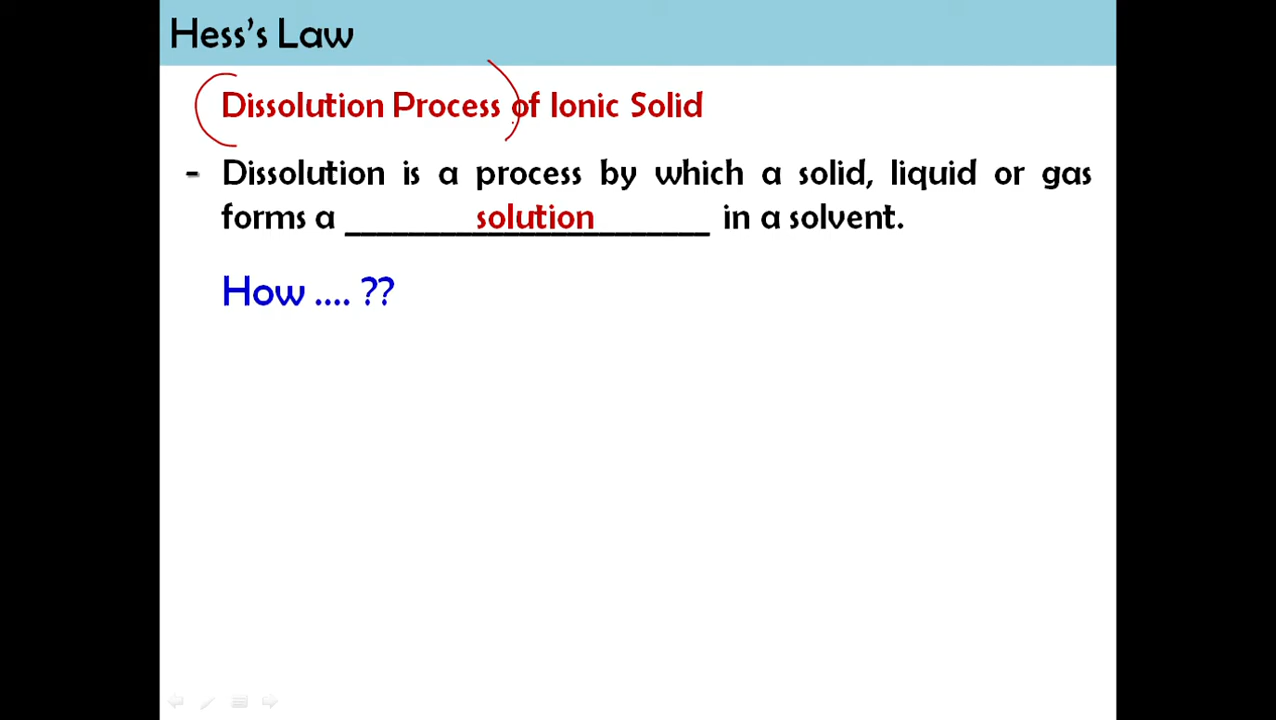 Hess’s Law
Dissolution Process of Ionic Solid
- Dissolution is a process by which a solid, liquid or gas
forms a ______solution______ in a solvent.
How .... ??